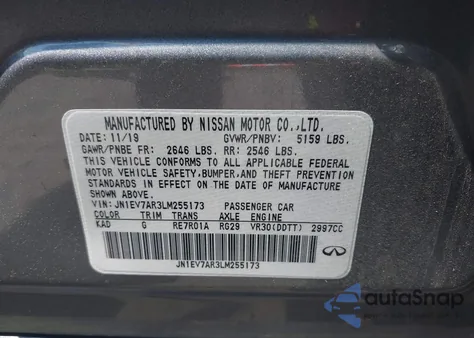 MANUFACTURED BY NISSAN MOTOR CO.,LTD.
DATE: 11/19 GVWR/PNBV: 5159 LBS.
GAWR/PNBE FR: 2646 LBS. RR: 2546 LBS.
THIS VEHICLE CONFORMS TO ALL APPLICABLE FEDERAL
MOTOR VEHICLE SAFETY,BUMPER,AND THEFT PREVENTION
STANDARDS IN EFFECT ON THE DATE OF MANUFACTURE
SHOWN ABOVE.
VIN: JN1EV7AR3LM255173 PASSENGER CAR
COLOR TRIM TRANS AXLE ENGINE
KAD G RE7R01A RG29 VR30(DDTT) 2997CC
JN1EV7AR3LM255173
autoSnap